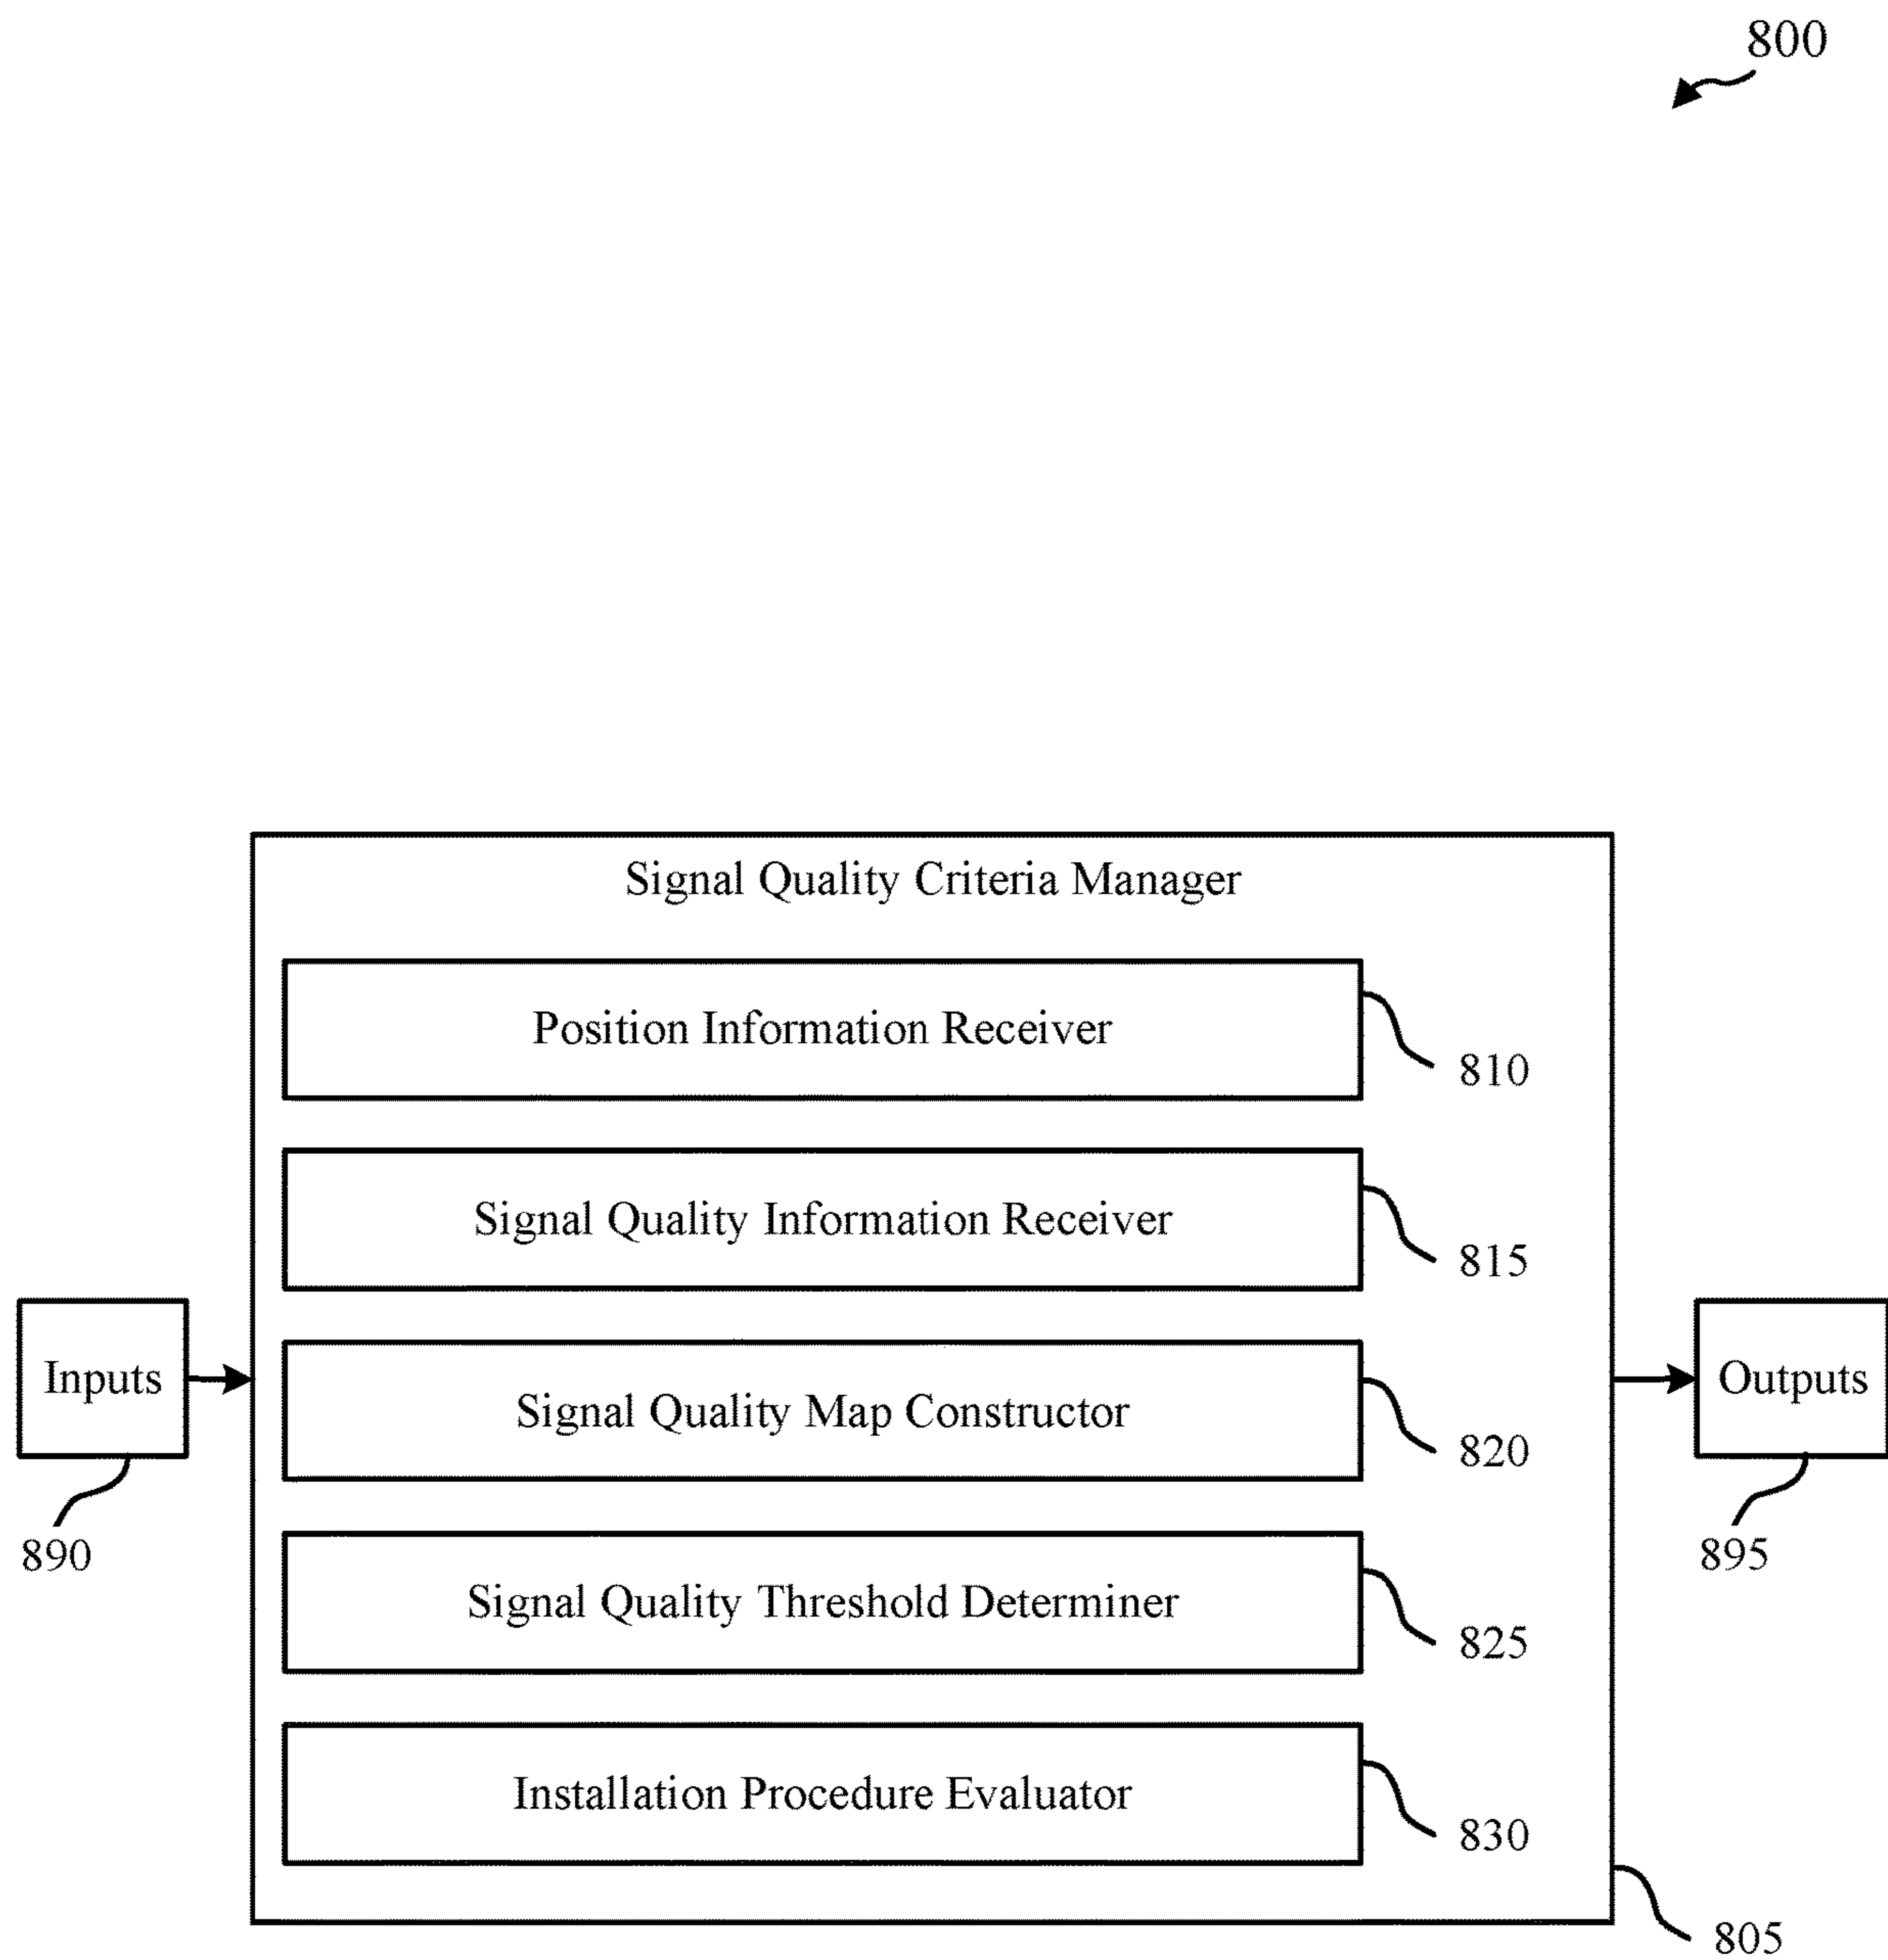 800
Signal Quality Criteria Manager
Position Information Receiver
810
Signal Quality Information Receiver
815
Inputs
890
Signal Quality Map Constructor
820
Outputs
895
Signal Quality Threshold Determiner
825
Installation Procedure Evaluator
830
805